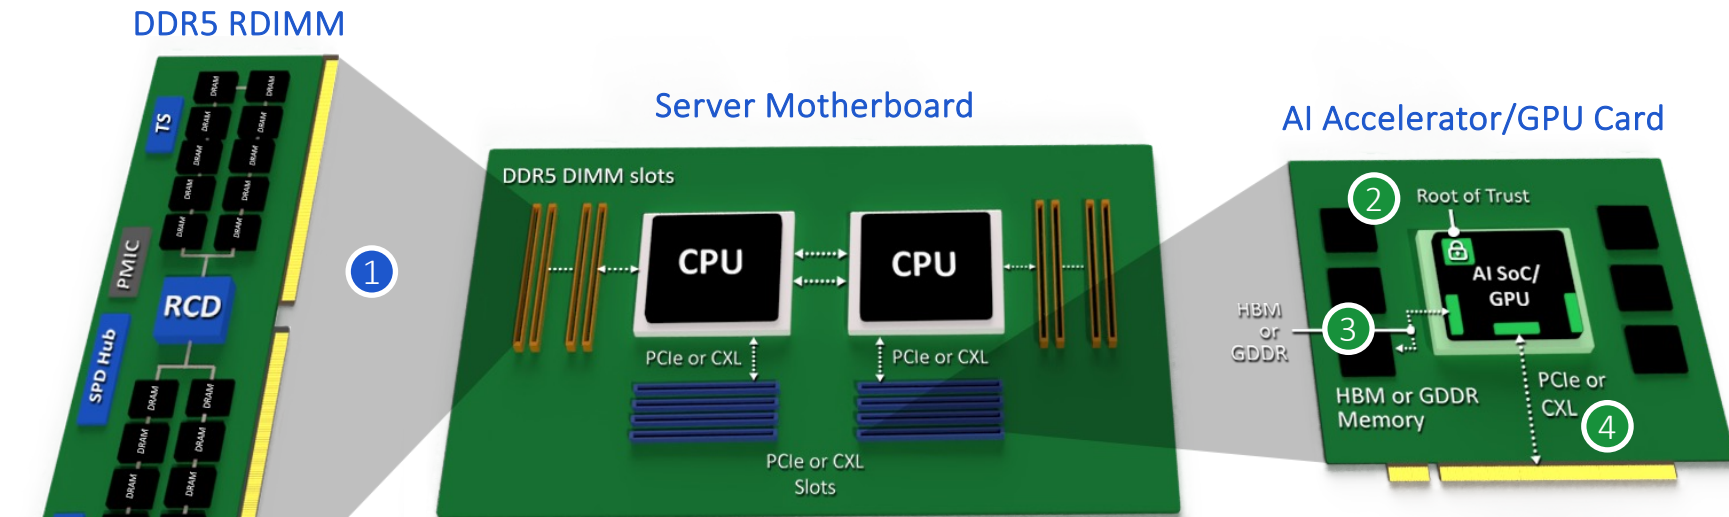 DDR5 RDIMM
DRAM
DRAM
TS
DRAM
DRAM
DRAM
DRAM
DRAM
DRAM
DRAM
DRAM
PMIC
RCD
SPD Hub
DRAM
DRAM
DRAM
DRAM
DRAM
DRAM
1
Server Motherboard
DDR5 DIMM slots
CPU
CPU
PCIe or CXL
PCIe or CXL
PCIe or CXL
Slots
AI Accelerator/GPU Card
2
Root of Trust
AI SoC/
GPU
HBM
or
GDDR
3
HBM or GDDR
Memory
PCIe or
CXL
4